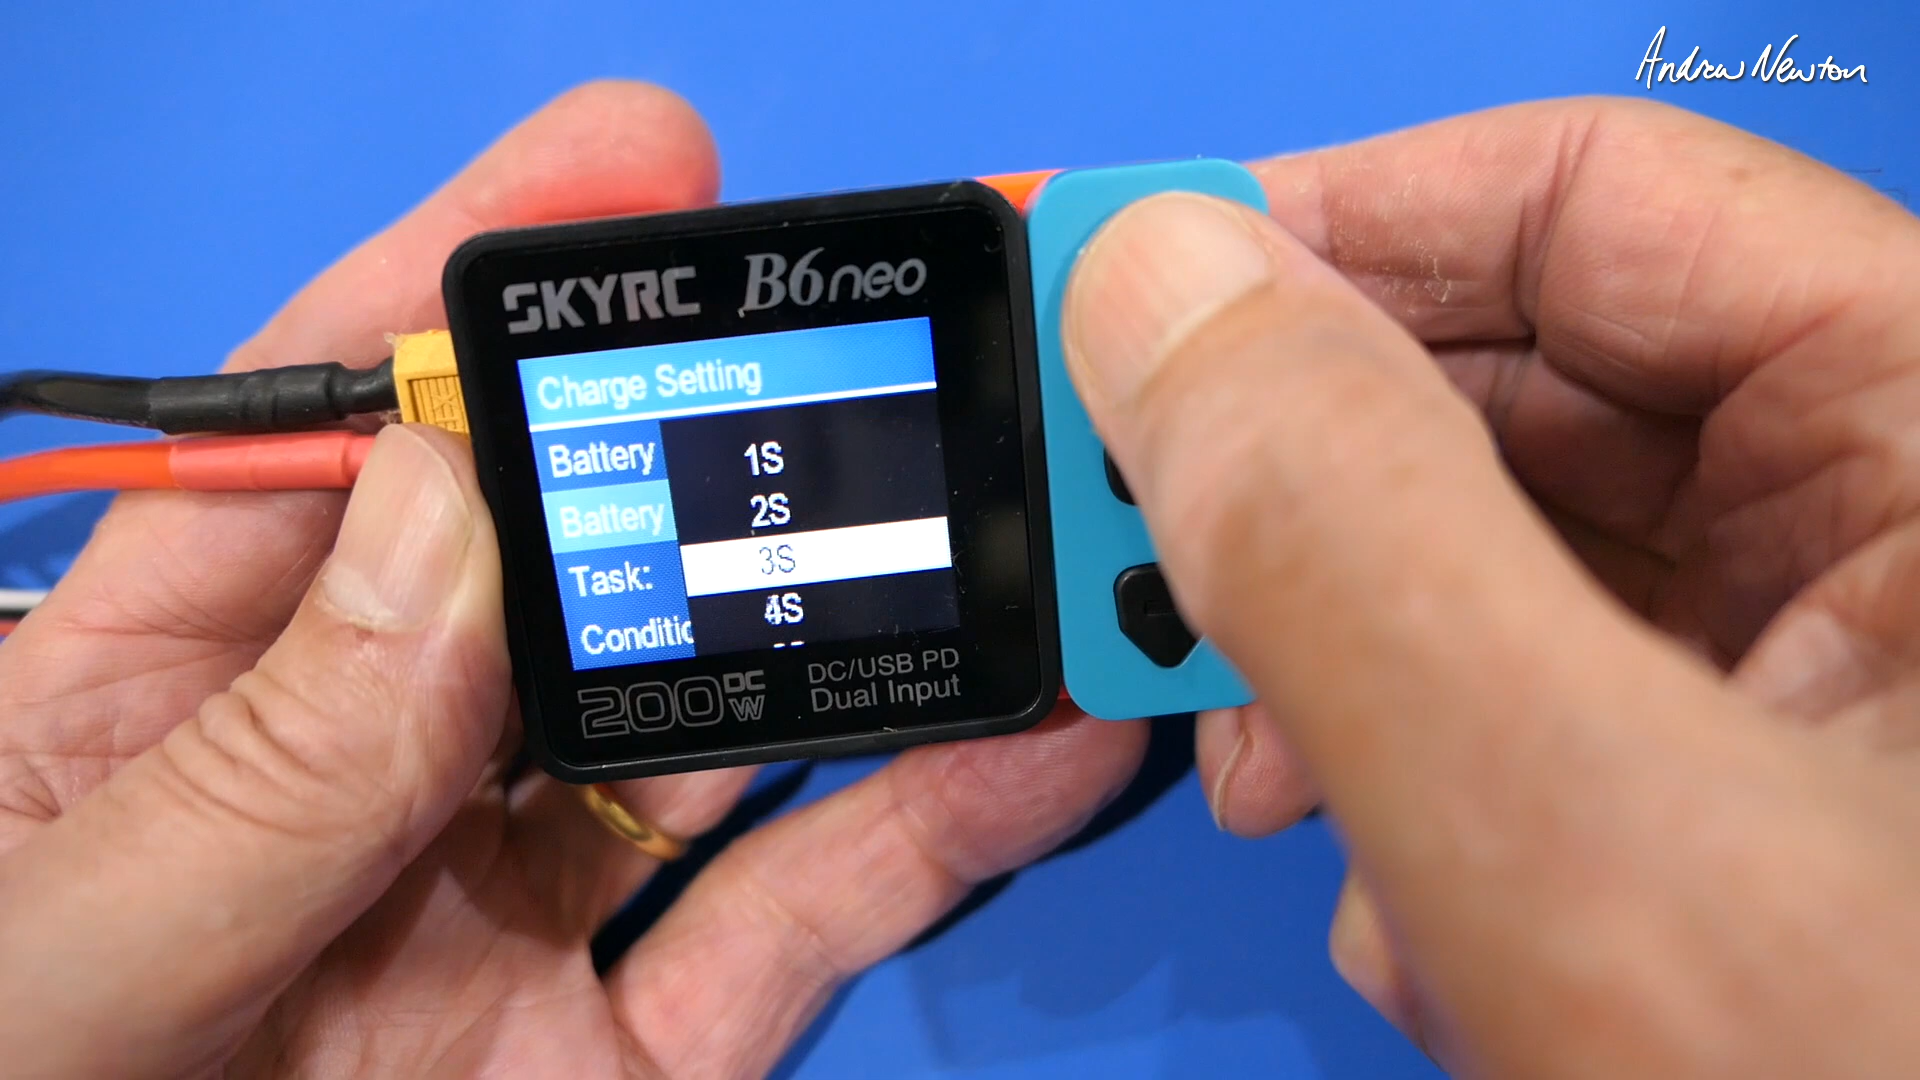 Andrew Newton
SKYRC B6neo
Charge Setting
Battery 1S
Battery 2S
Task: 3S
Conditic 4S
200 DC W
DC/USB PD
Dual Input